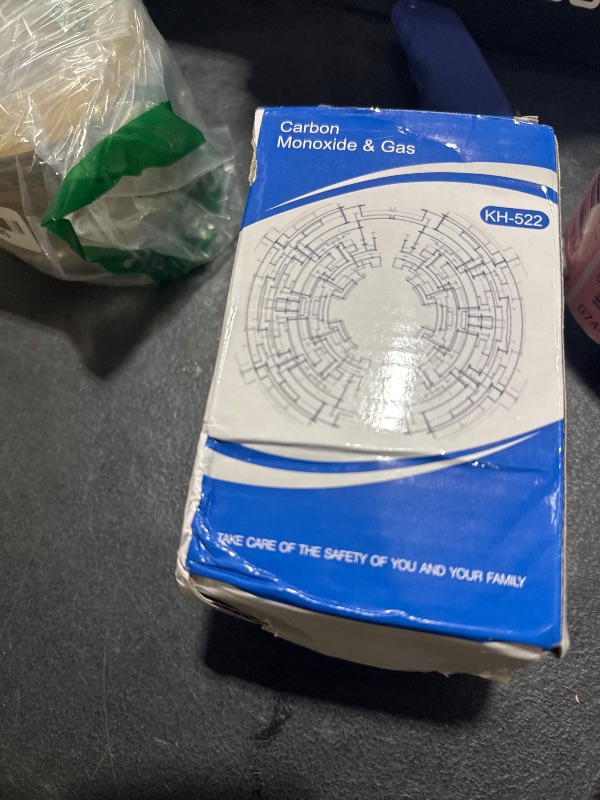 Carbon
Monoxide & Gas
KH-522
TAKE CARE OF THE SAFETY OF YOU AND YOUR FAMILY